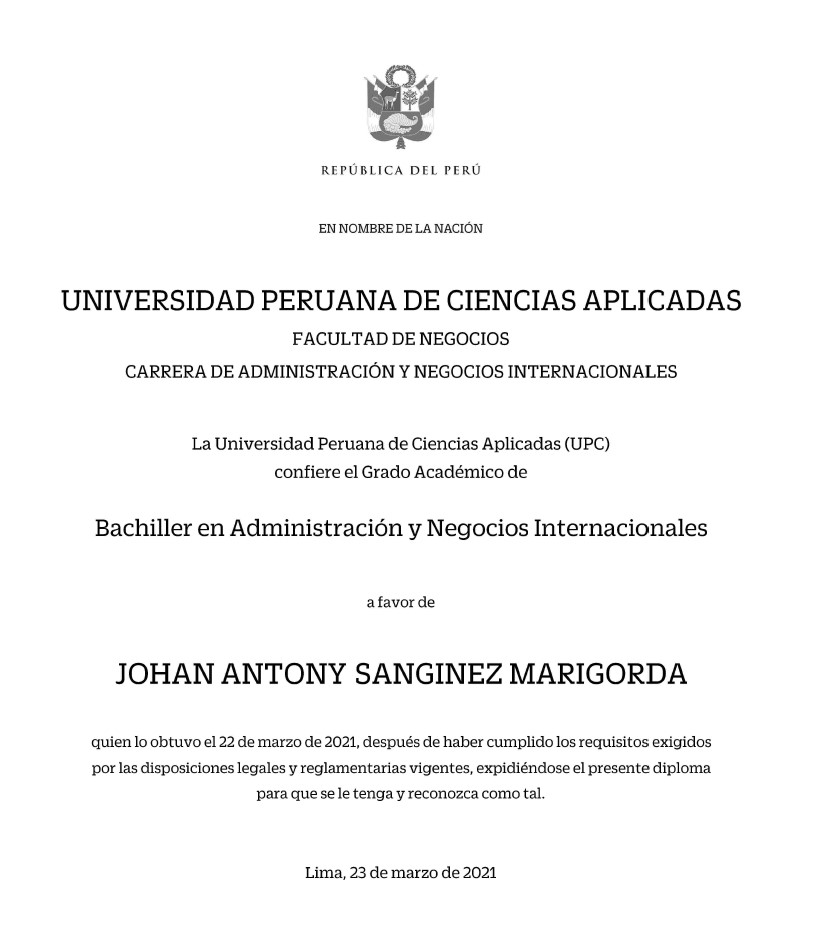 REPÚBLICA DEL PERÚ
EN NOMBRE DE LA NACIÓN
UNIVERSIDAD PERUANA DE CIENCIAS APLICADAS
FACULTAD DE NEGOCIOS
CARRERA DE ADMINISTRACIÓN Y NEGOCIOS INTERNACIONALES
La Universidad Peruana de Ciencias Aplicadas (UPC)
confiere el Grado Académico de
Bachiller en Administración y Negocios Internacionales
a favor de
JOHAN ANTONY SANGINEZ MARIGORDA
quien lo obtuvo el 22 de marzo de 2021, después de haber cumplido los requisitos exigidos
por las disposiciones legales y reglamentarias vigentes, expidiéndose el presente diploma
para que se le tenga y reconozca como tal.
Lima, 23 de marzo de 2021